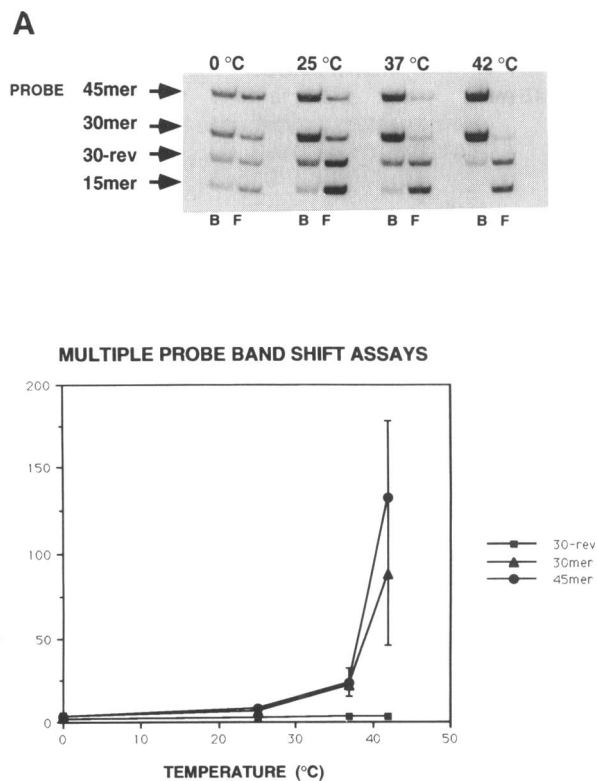 A
0 °C 25 °C 37 °C 42 °C
PROBE 45mer
30mer
30-rev
15mer
B F B F B F B F
MULTIPLE PROBE BAND SHIFT ASSAYS
200
150
100
50
0
0 10 20 30 40 50
TEMPERATURE (°C)
30-rev
30mer
45mer